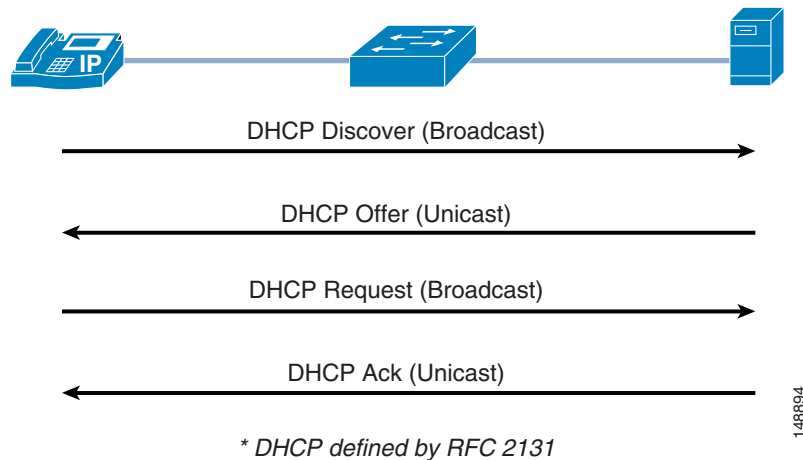 IP
DHCP Discover (Broadcast)
DHCP Offer (Unicast)
DHCP Request (Broadcast)
DHCP Ack (Unicast)
148894
* DHCP defined by RFC 2131